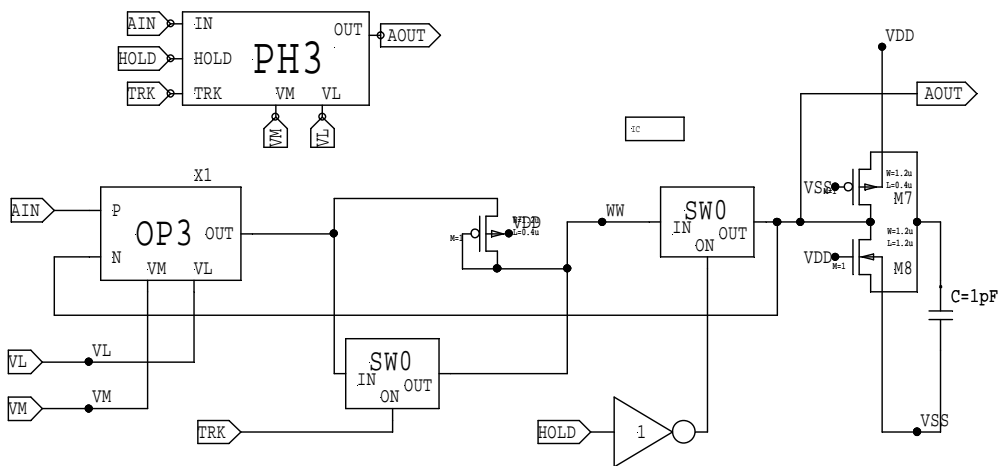 AIN
IN
OUT
AOUT
HOLD
HOLD
PH3
TRK
TRK
VM
VL
VM
VL
IC
VDD
AOUT
X1
AIN
P
OP3
OUT
N
VM
VL
M=1
VDD
L=0.4u
WW
SW0
IN
OUT
ON
VSS
W=1.2u
L=0.4u
M7
VDD
M=1
W=1.2u
L=1.2u
M8
C=1pF
VL
VL
VM
VM
SW0
IN
OUT
ON
TRK
HOLD
1
VSS